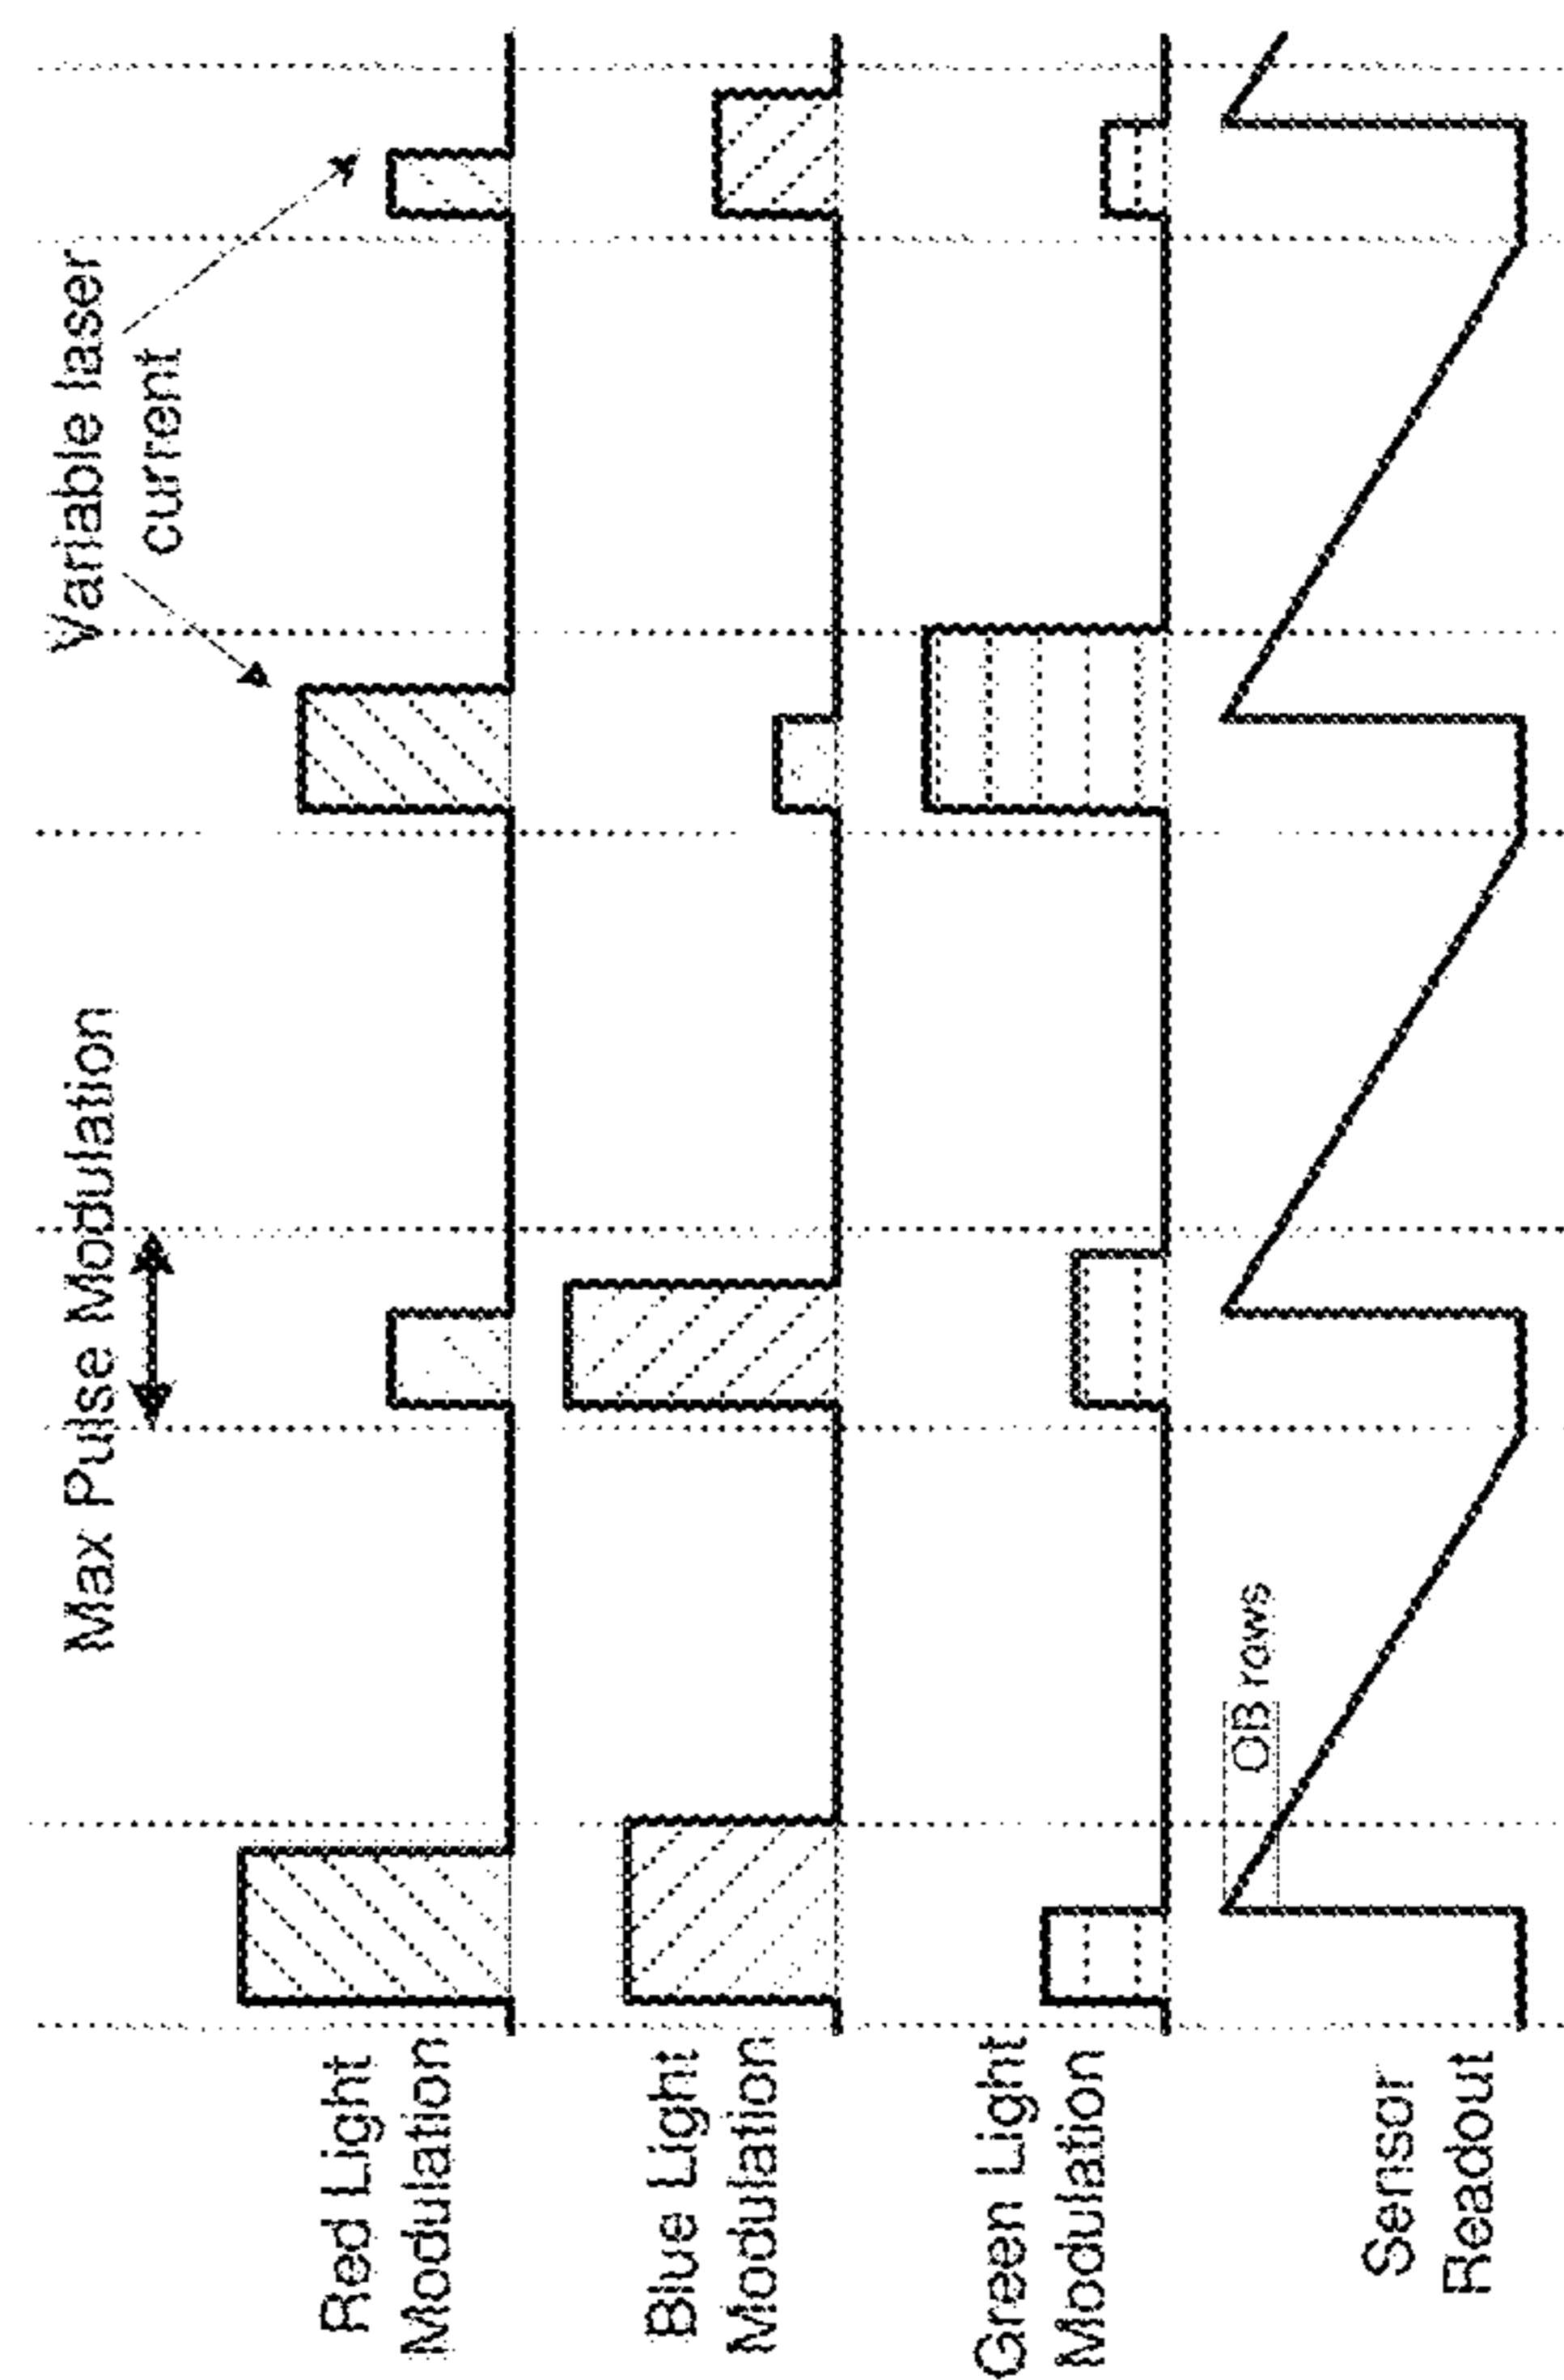 Max Pulse Modulation
Variable laser
current
Red Light
Modulation
Blue Light
Modulation
Green Light
Modulation
OB rows
Sensor
Readout